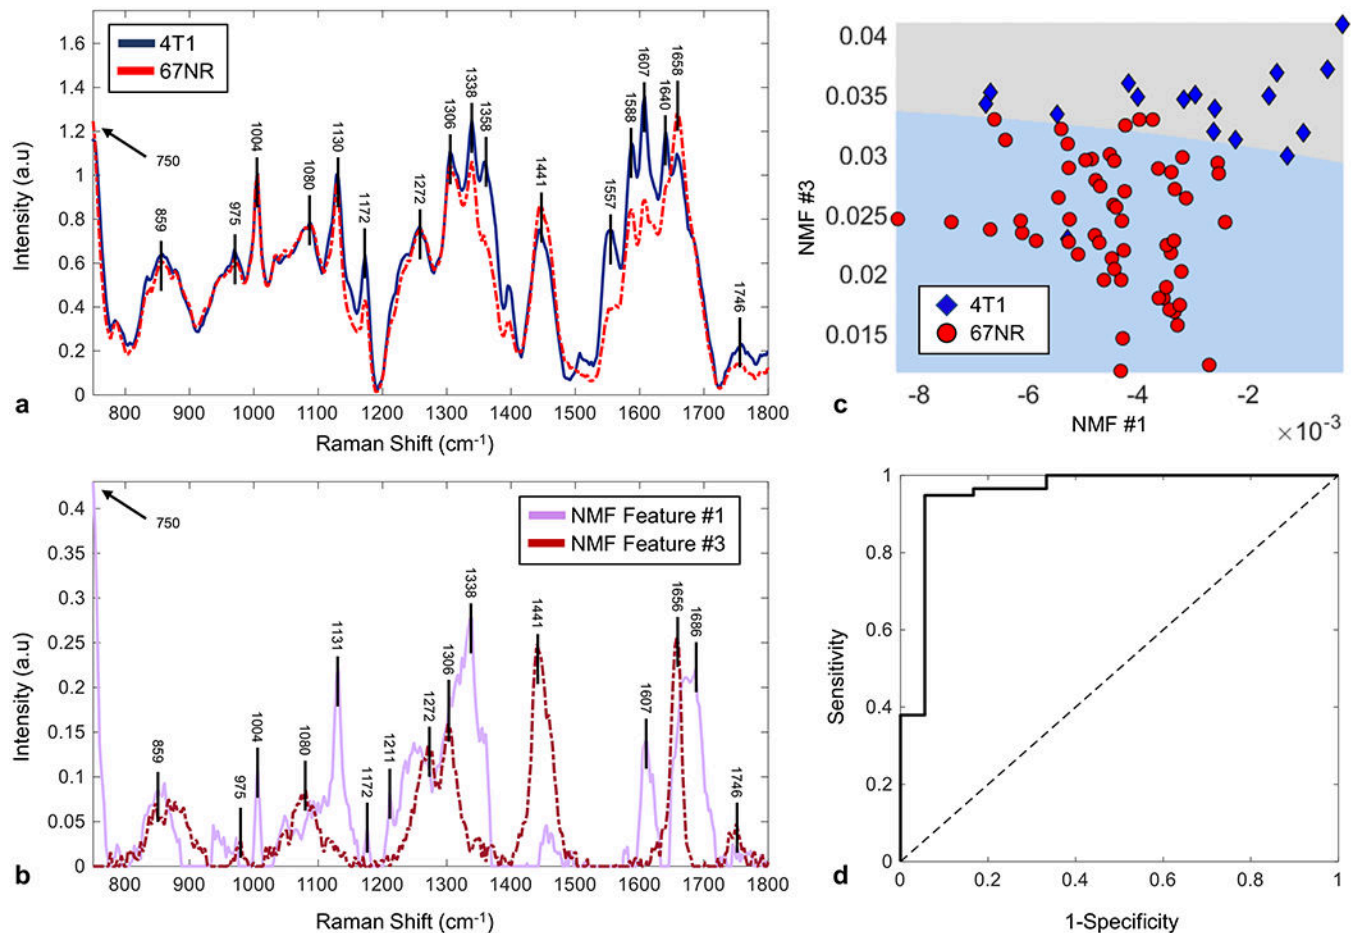 1.6
1.4
1.2
1
0.8
0.6
0.4
0.2
0
Intensity (a.u)
4T1
67NR
750
859
975
1004
1080
1130
1172
1272
1306
1338
1358
1441
1557
1588
1607
1640
1658
1746
800 900 1000 1100 1200 1300 1400 1500 1600 1700 1800
Raman Shift (cm-1)
a
0.04
0.035
0.03
0.025
0.02
0.015
NMF #3
4T1
67NR
-8 -6 -4 -2
NMF #1
×10-3
c
0.4
0.35
0.3
0.25
0.2
0.15
0.1
0.05
0
Intensity (a.u)
NMF Feature #1
NMF Feature #3
750
859
975
1004
1080
1131
1172
1211
1272
1306
1338
1441
1607
1656
1686
1746
800 900 1000 1100 1200 1300 1400 1500 1600 1700 1800
Raman Shift (cm-1)
b
1
0.8
0.6
0.4
0.2
0
Sensitivity
0 0.2 0.4 0.6 0.8 1
1-Specificity
d